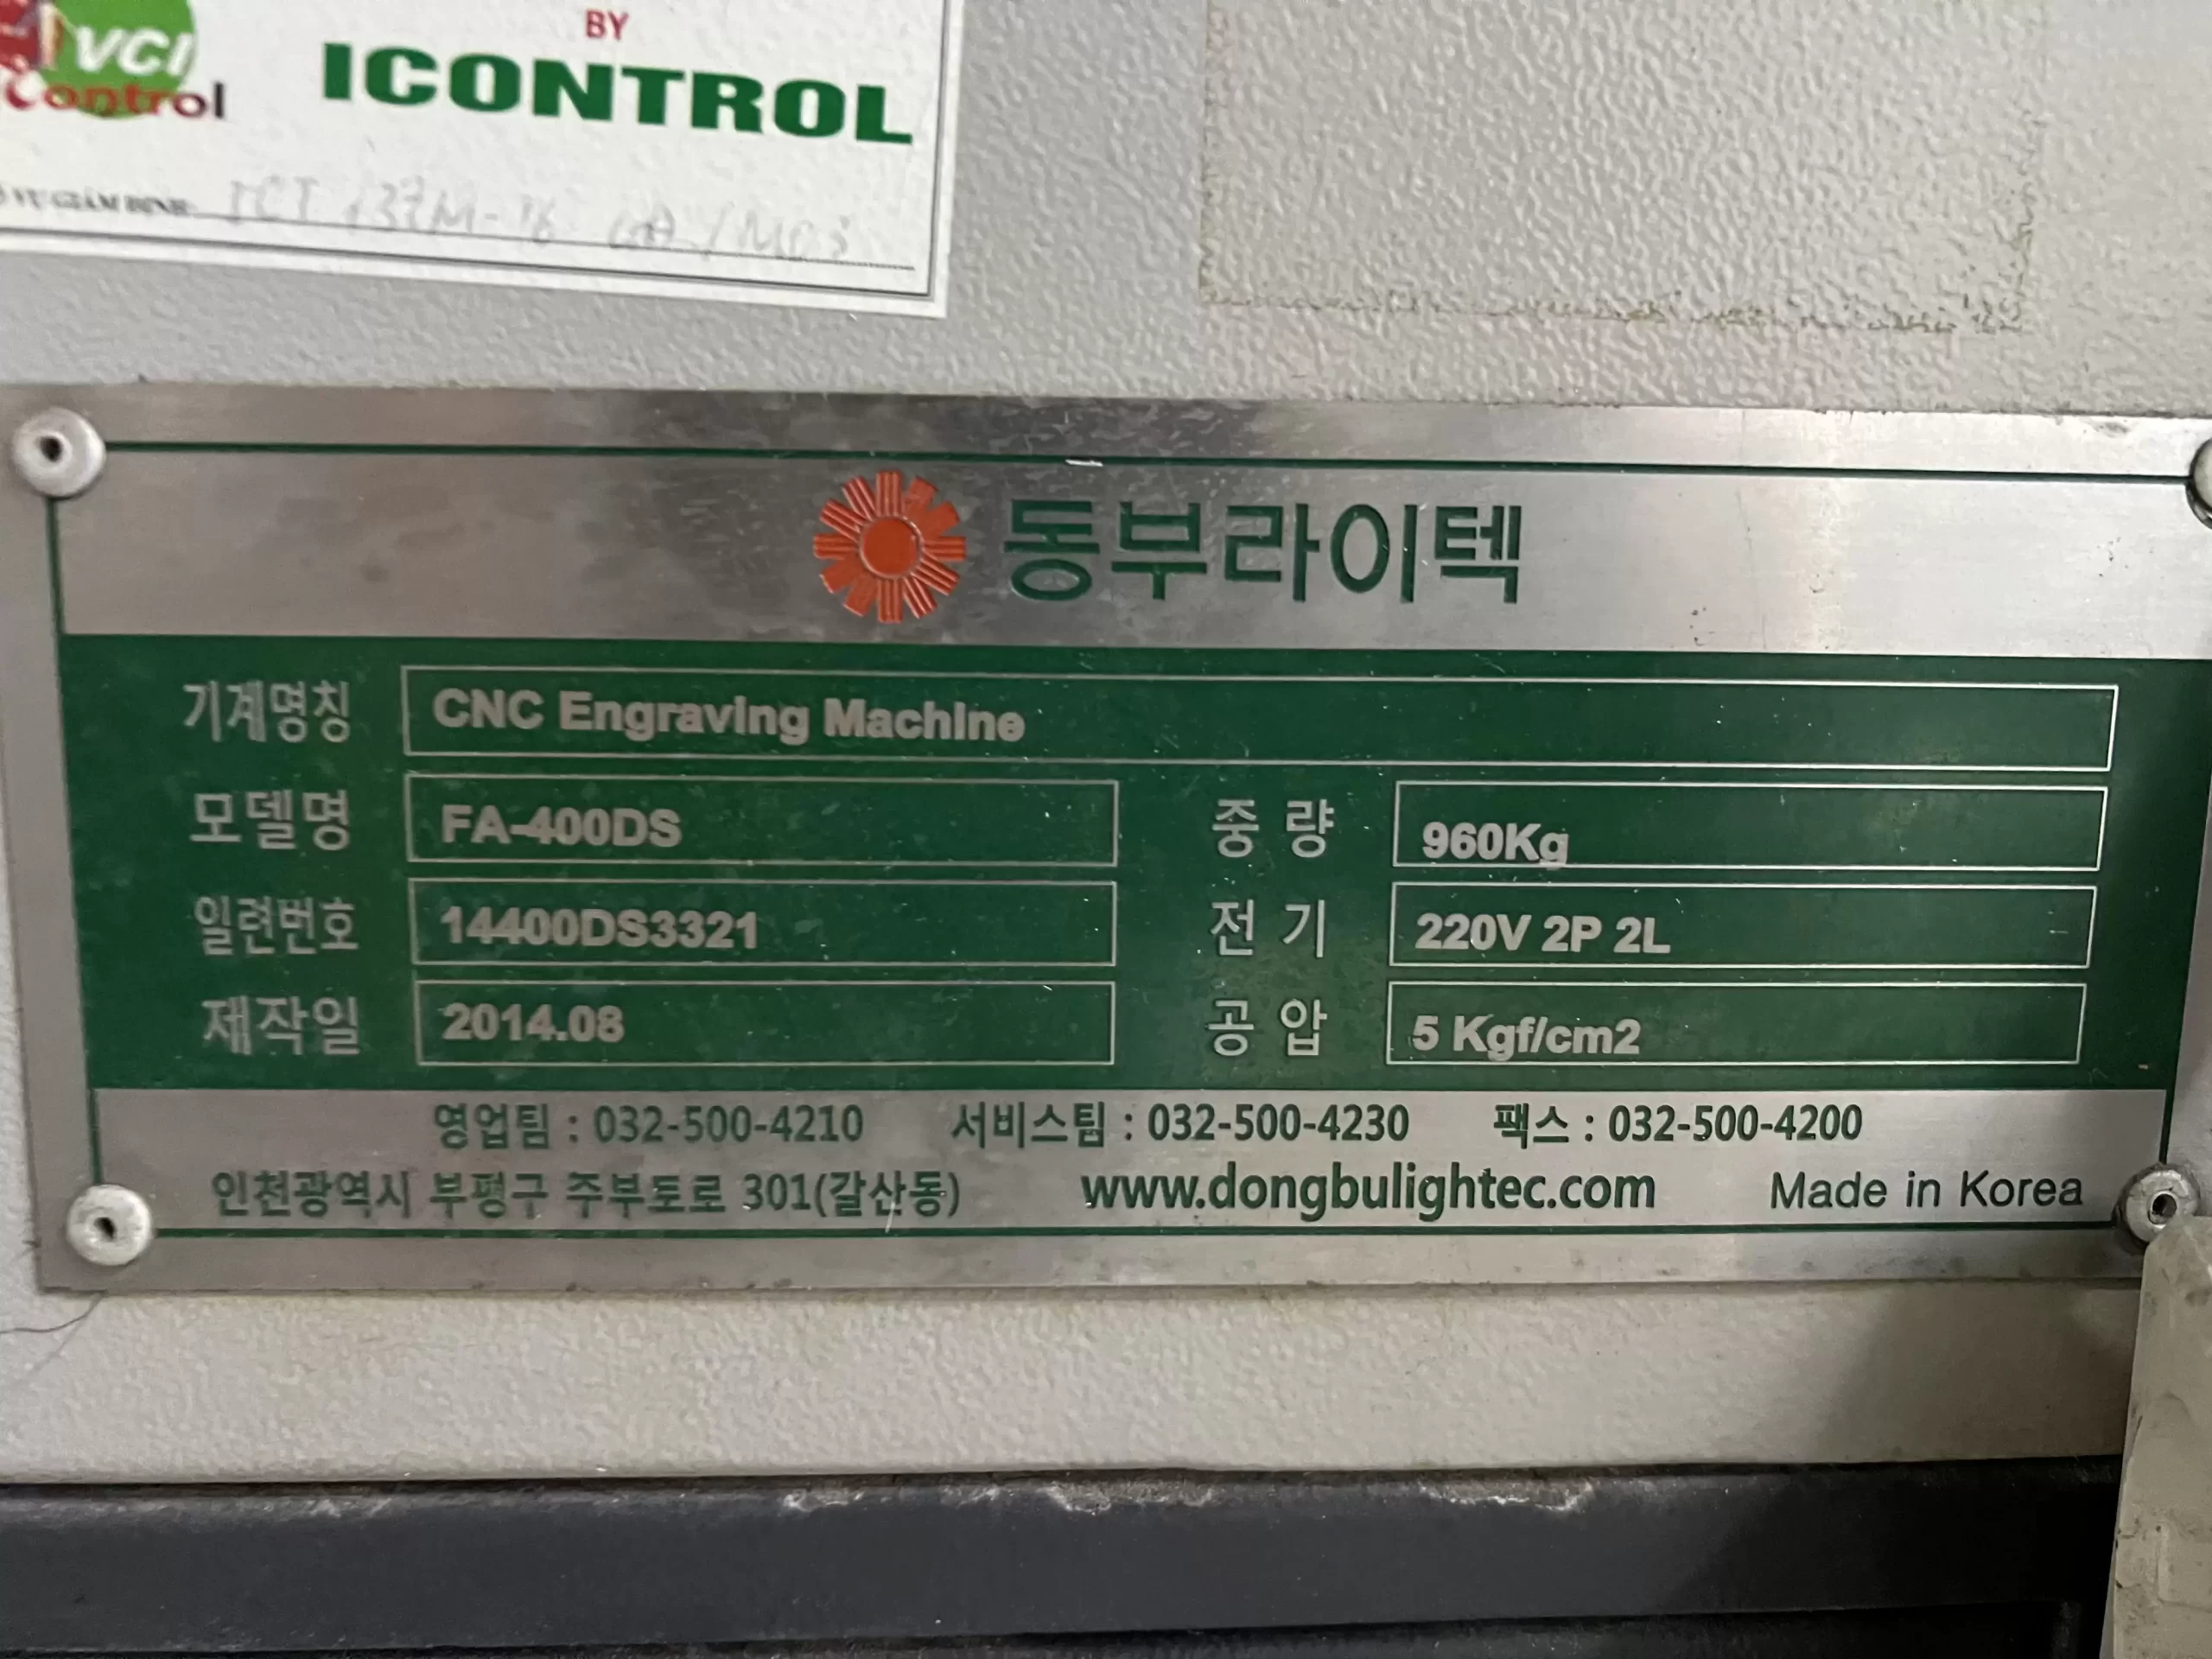 BY
VCI
Control
ICONTROL
VỤ GIÁM ĐỊNH:
동부라이텍
기계명칭 CNC Engraving Machine
모델명 FA-400DS 중 량 960Kg
일련번호 14400DS3321 전 기 220V 2P 2L
제작일 2014.08 공 압 5 Kgf/cm2
영업팀 : 032-500-4210 서비스팀 : 032-500-4230 팩스 : 032-500-4200
인천광역시 부평구 주부토로 301(갈산동) www.dongbulightec.com Made in Korea